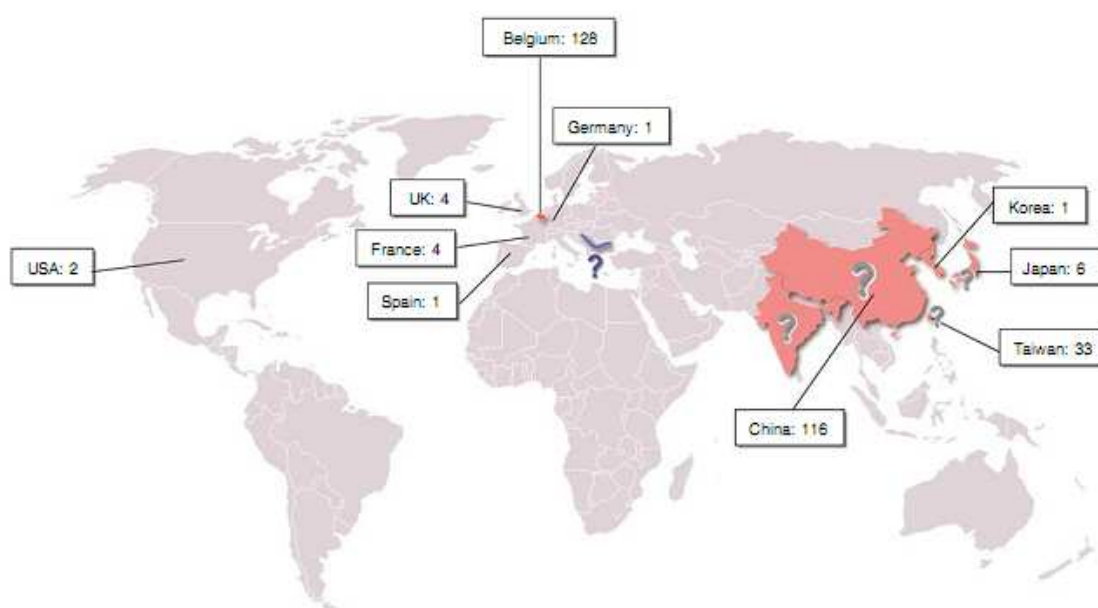 Belgium: 128
Germany: 1
UK: 4
Korea: 1
France: 4
USA: 2
Japan: 6
?
?
Spain: 1
?
?
?
Taiwan: 33
China: 116